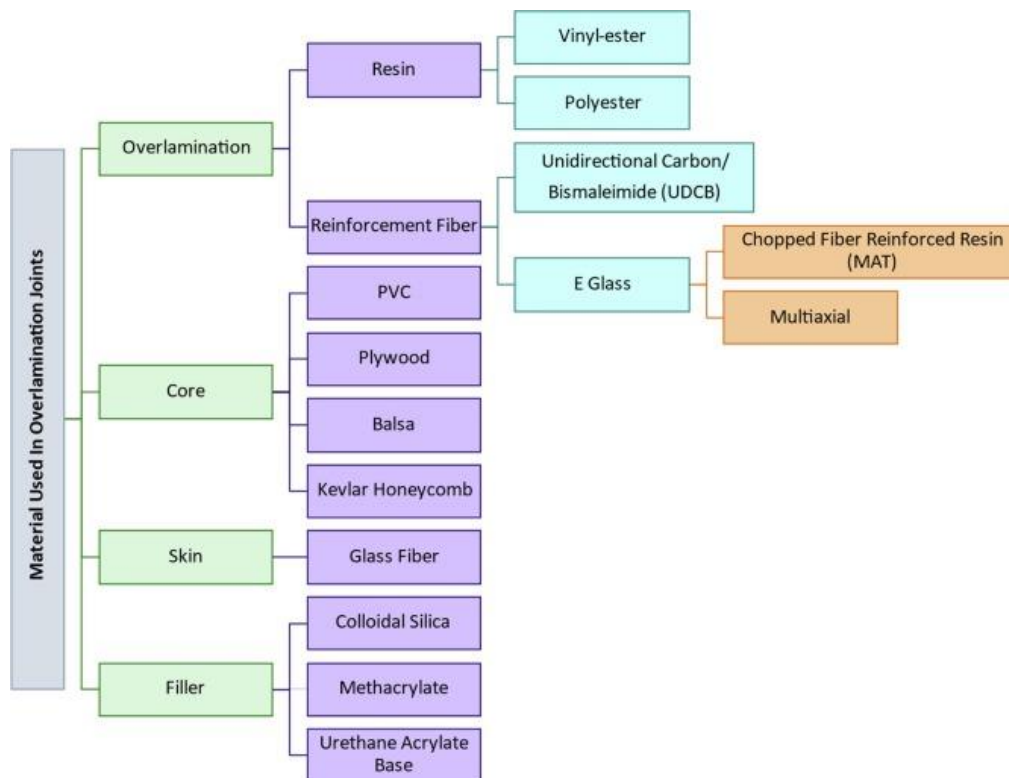 Material Used In Overlamination Joints
Overlamination
Resin
Vinyl-ester
Polyester
Reinforcement Fiber
Unidirectional Carbon/
Bismaleimide (UDCB)
E Glass
Chopped Fiber Reinforced Resin
(MAT)
Multiaxial
Core
PVC
Plywood
Balsa
Kevlar Honeycomb
Skin
Glass Fiber
Filler
Colloidal Silica
Methacrylate
Urethane Acrylate
Base